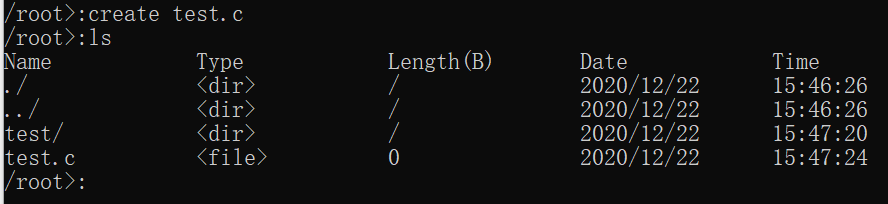 /root>:create test.c
/root>:ls
Name Type Length(B) Date Time
./ <dir> / 2020/12/22 15:46:26
../ <dir> / 2020/12/22 15:46:26
test/ <dir> / 2020/12/22 15:47:20
test.c <file> 0 2020/12/22 15:47:24
/root>: